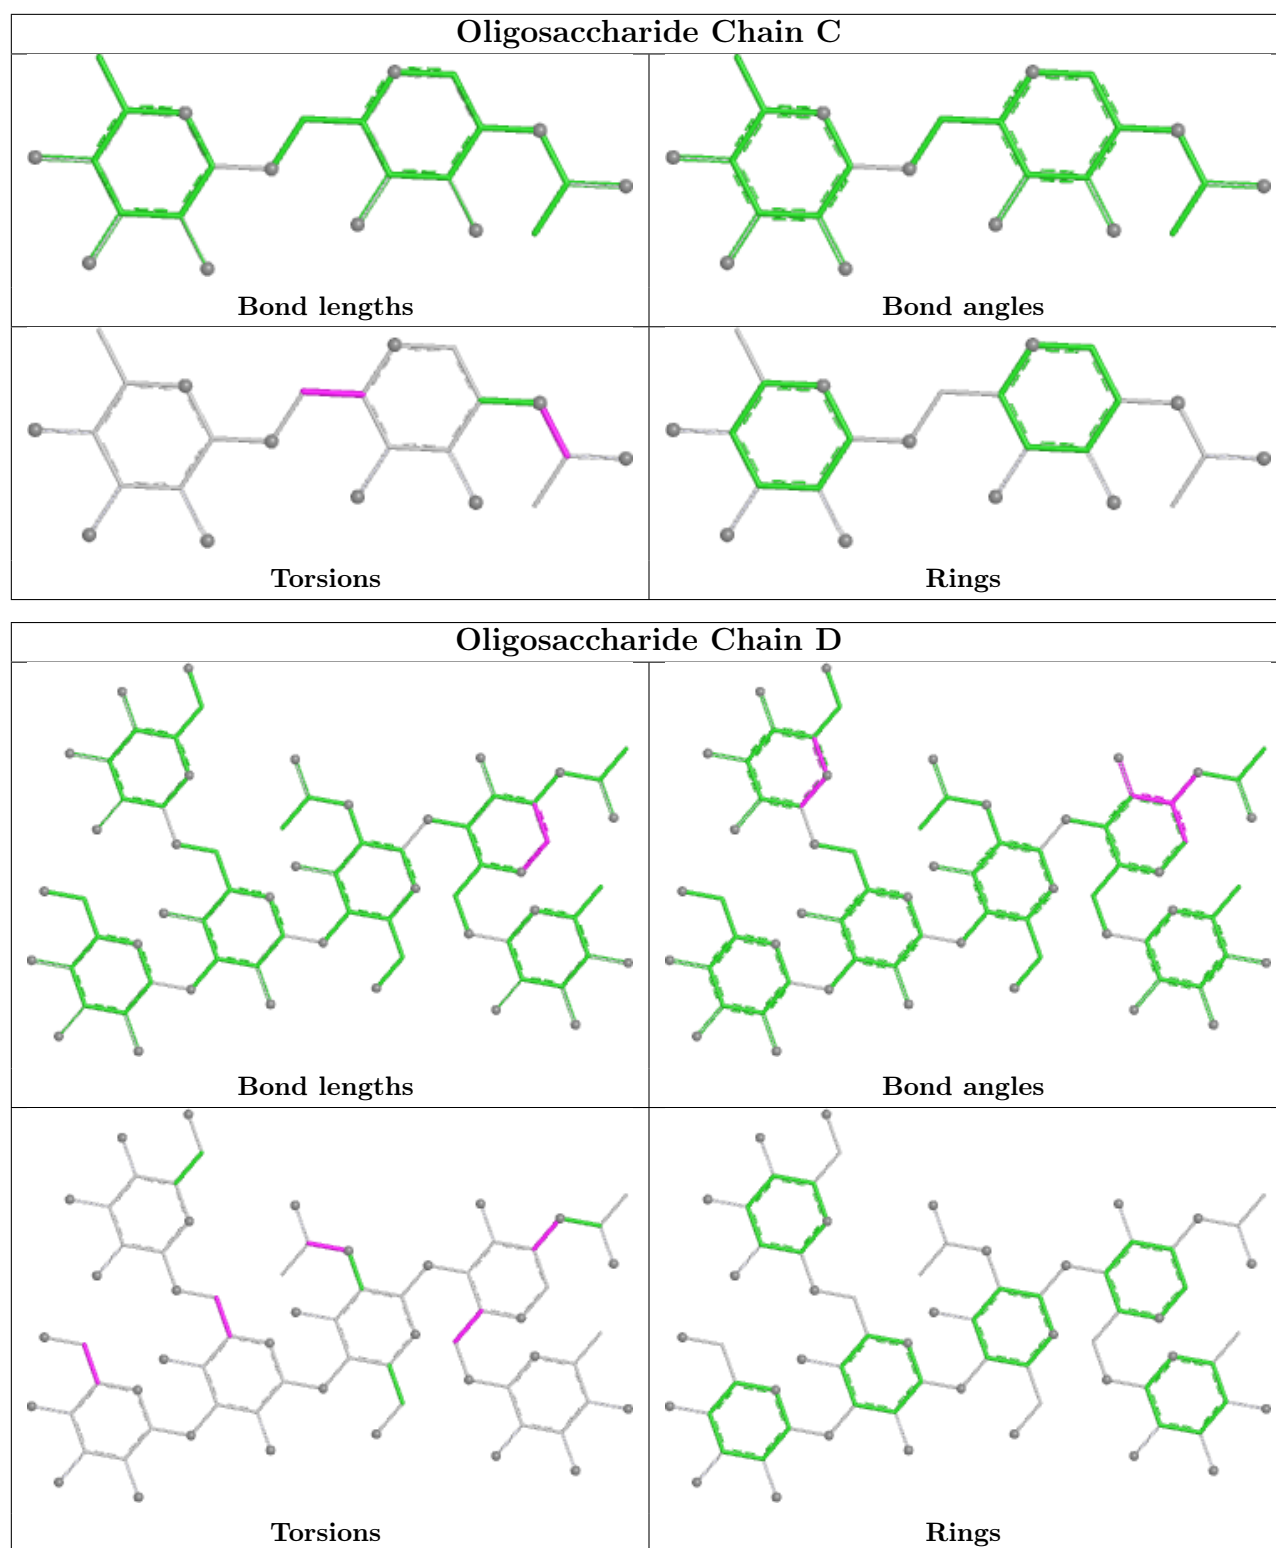 Oligosaccharide Chain C
Bond lengths
Bond angles
Torsions
Rings
Oligosaccharide Chain D
Bond lengths
Bond angles
Torsions
Rings